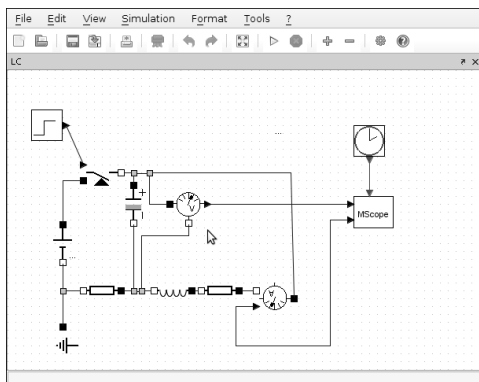 File Edit View Simulation Format Tools ?
LC
...
+
V
MScope
...
A